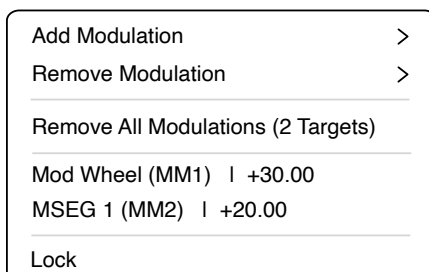 Add Modulation >
Remove Modulation >
Remove All Modulations (2 Targets)
Mod Wheel (MM1) | +30.00
MSEG 1 (MM2) | +20.00
Lock